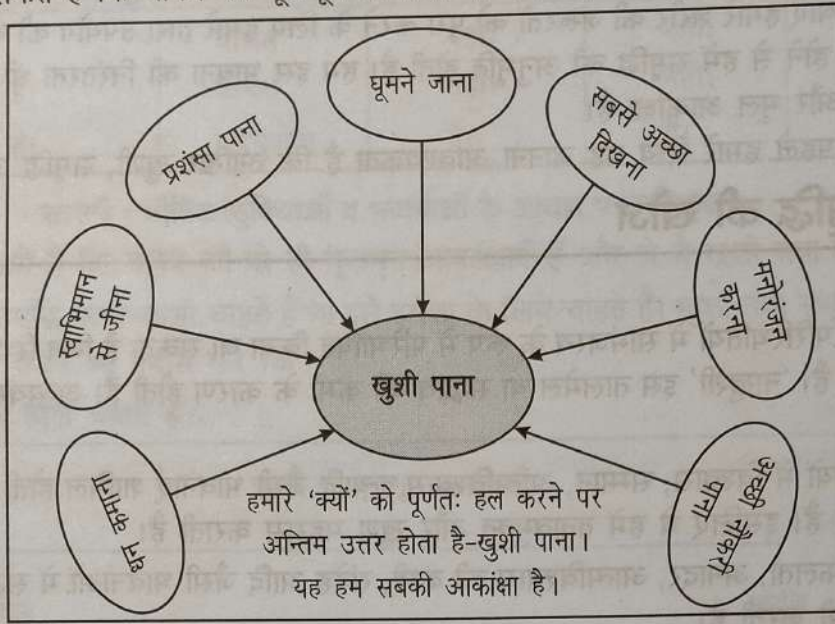 घूमने जाना
प्रशंसा पाना
सबसे अच्छा
दिखना
स्वाभिमान
से जीना
मनोरंजन
करना
खुशी पाना
धन कमाना
अच्छी नौकरी
पाना
हमारे ‘क्यों’ को पूर्णतः हल करने पर
अन्तिम उत्तर होता है-खुशी पाना।
यह हम सबकी आकांक्षा है।